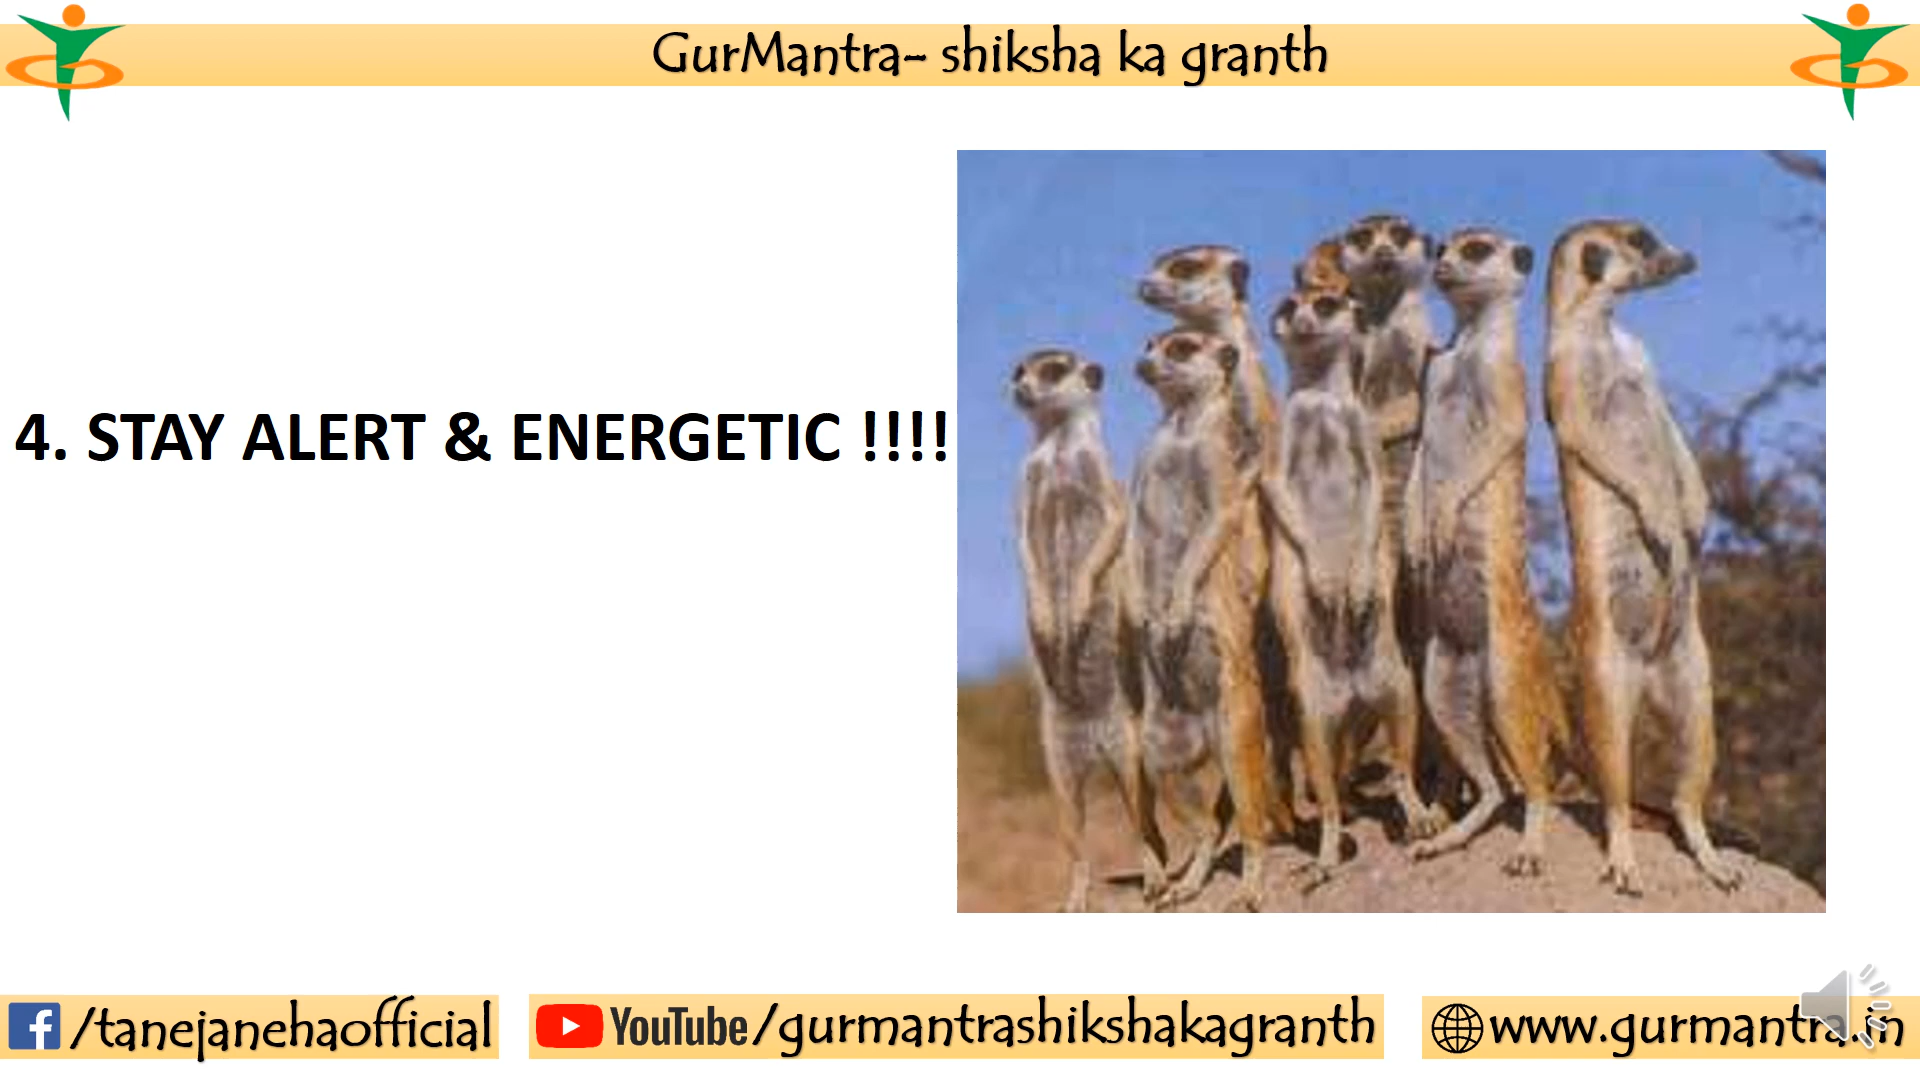 GurMantra- shiksha ka granth
4. STAY ALERT & ENERGETIC !!!!
/tanejanehaofficial
YouTube/gurmantrashikshakagranth
www.gurmantra.in